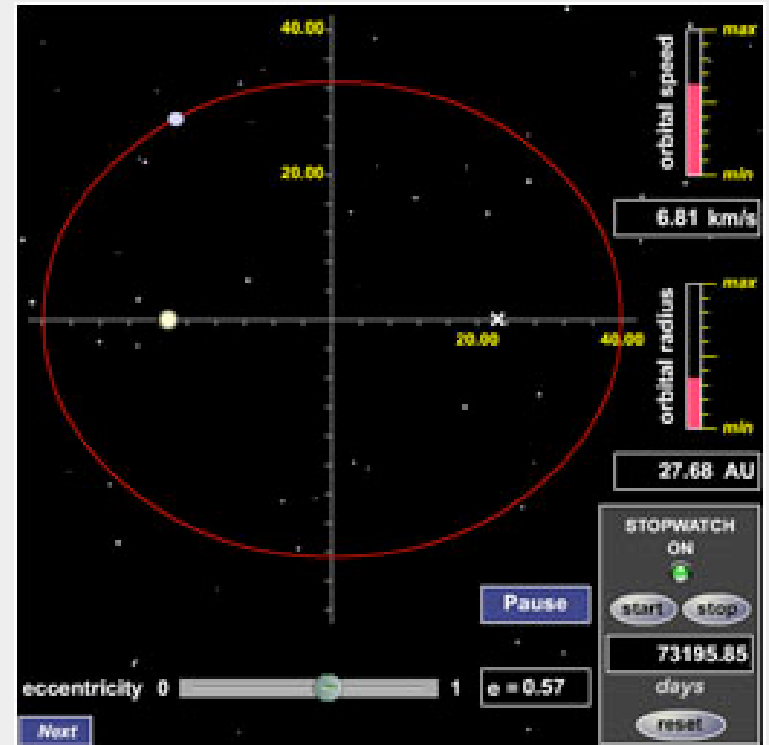 40.00
max
orbital speed
20.00
min
6.81 km/s
max
orbital radius
×
20.00
40.00
min
27.68 AU
STOPWATCH
ON
Pause
start
stop
73195.85
days
eccentricity 0
1
e = 0.57
Next
reset